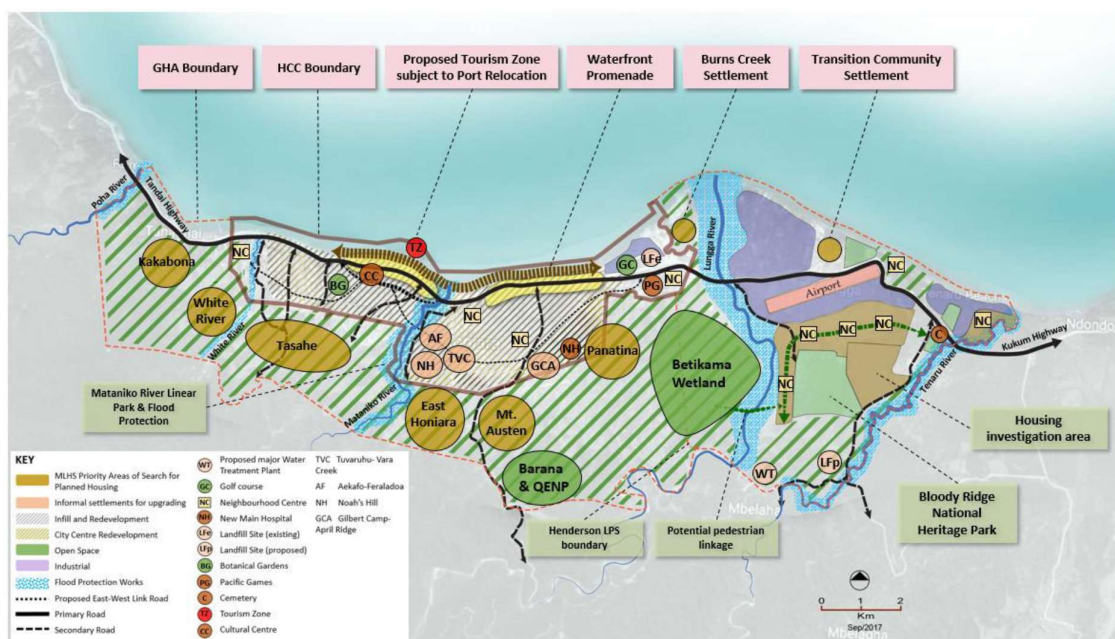 GHA Boundary
HCC Boundary
Proposed Tourism Zone
subject to Port Relocation
Waterfront
Promenade
Burns Creek
Settlement
Transition Community
Settlement
Poha River
Tandai Highway
Kakabona
White
River
White River
Tasahe
NC
BG
CC
TZ
Mataniko River
NC
AF
NH
TVC
NC
GCA
NH
Panatina
East
Honiara
Mt.
Austen
Barana
& QENP
GC
LFe
PG
NC
Lungga River
Betikama
Wetland
Airport
NC
NC
NC
NC
NC
NC
C
Tenaru River
Kukum Highway
Ndondo
WT
LFp
Mbelaha
Mataniko River Linear
Park & Flood
Protection
Henderson LPS
boundary
Potential pedestrian
linkage
Housing
investigation area
Bloody Ridge
National
Heritage Park
KEY
MLHS Priority Areas of Search for
Planned Housing
Informal settlements for upgrading
Infill and Redevelopment
City Centre Redevelopment
Open Space
Industrial
Flood Protection Works
Proposed East-West Link Road
Primary Road
Secondary Road
WT Proposed major Water
Treatment Plant
GC Golf course
NC Neighbourhood Centre
NH New Main Hospital
LFe Landfill Site (existing)
LFp Landfill Site (proposed)
BG Botanical Gardens
PG Pacific Games
C Cemetery
TZ Tourism Zone
CC Cultural Centre
TVC Tuvaruhu- Vara
Creek
AF Aekafo-Feraladoa
NH Noah's Hill
GCA Gilbert Camp-
April Ridge
0 1 2
Km
Sep/2017